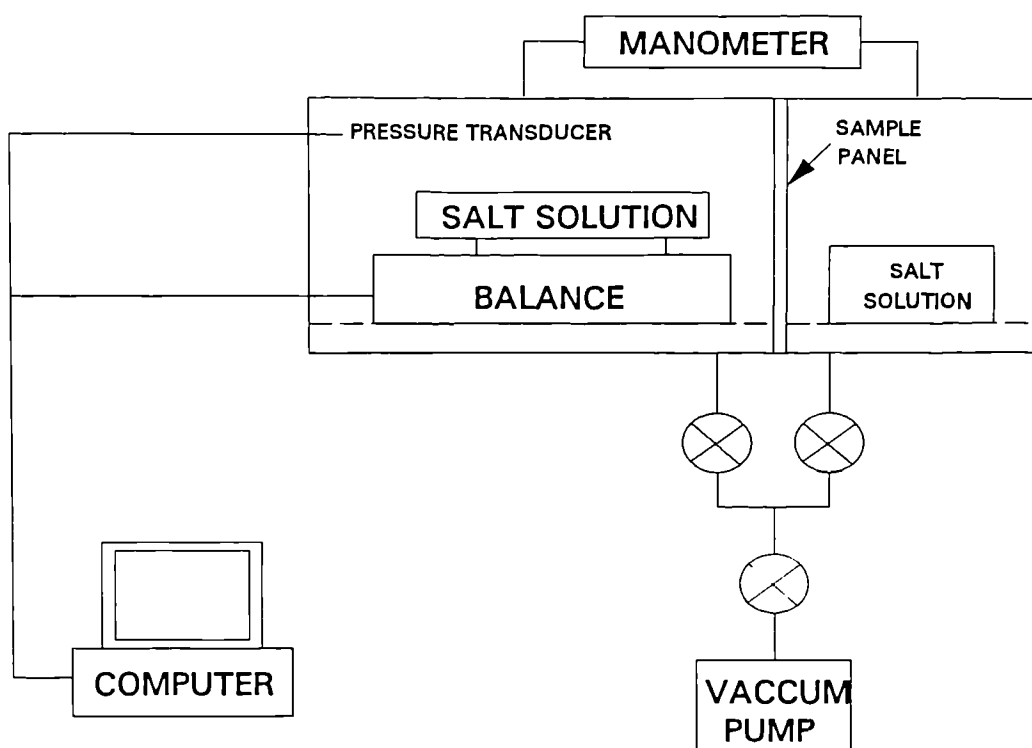 MANOMETER
PRESSURE TRANSDUCER
SAMPLE
PANEL
SALT SOLUTION
BALANCE
SALT
SOLUTION
COMPUTER
VACCUM
PUMP